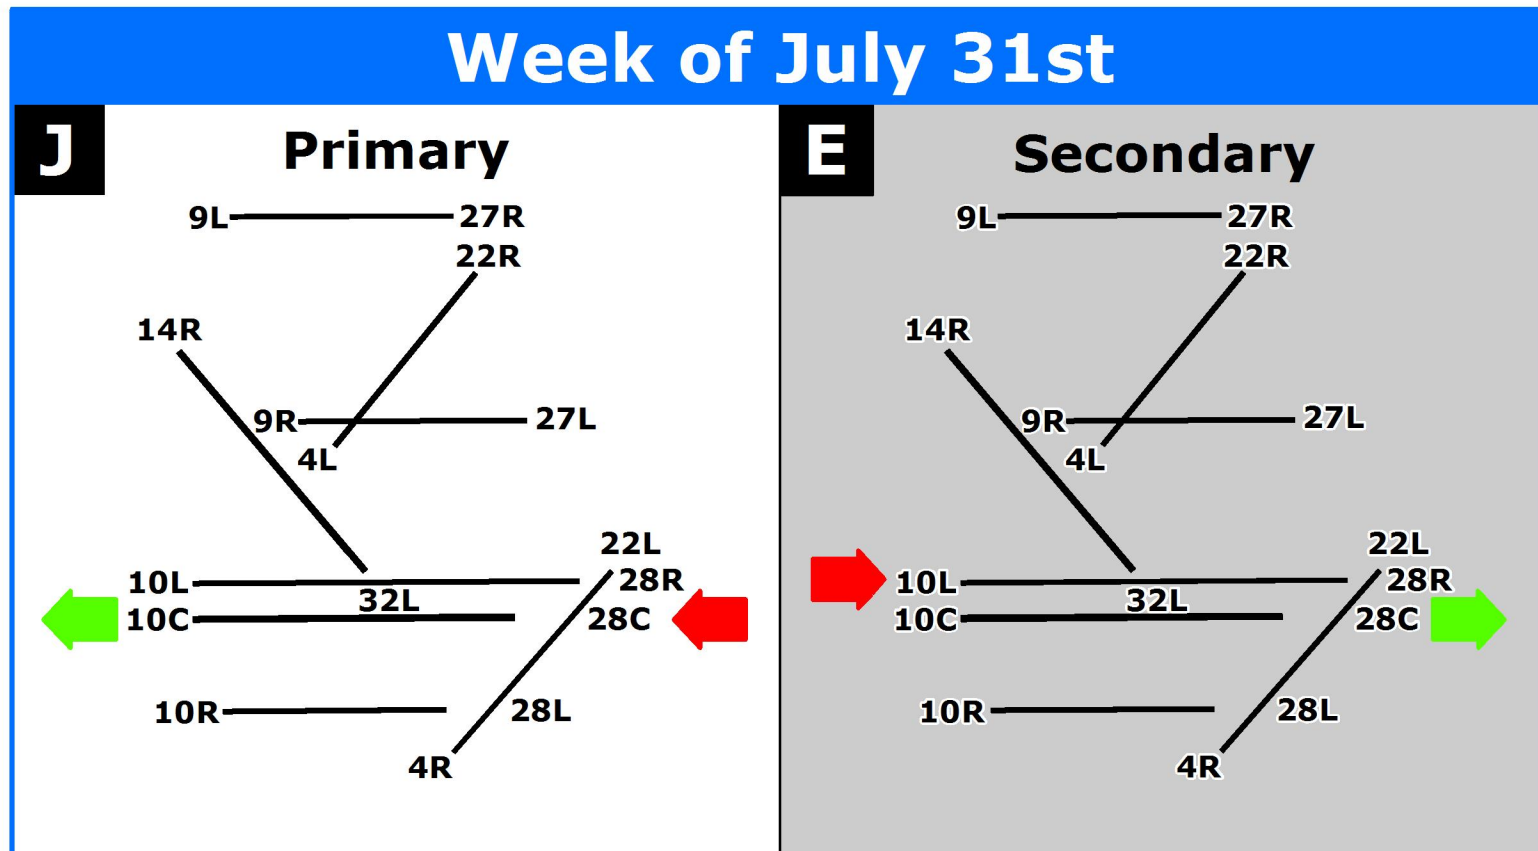 Week of July 31st
J
Primary
9L
27R
22R
14R
9R
27L
4L
22L
10L
28R
32L
10C
28C
10R
28L
4R
E
Secondary
9L
27R
22R
14R
9R
27L
4L
22L
10L
28R
32L
10C
28C
10R
28L
4R